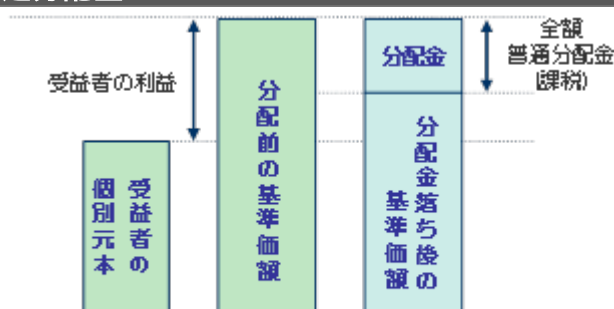 全額
普通分配金
(課税)
分配金
受益者の利益
分配前の基準価額
分配金落ち後の
基準価額
受益者の
個別元本